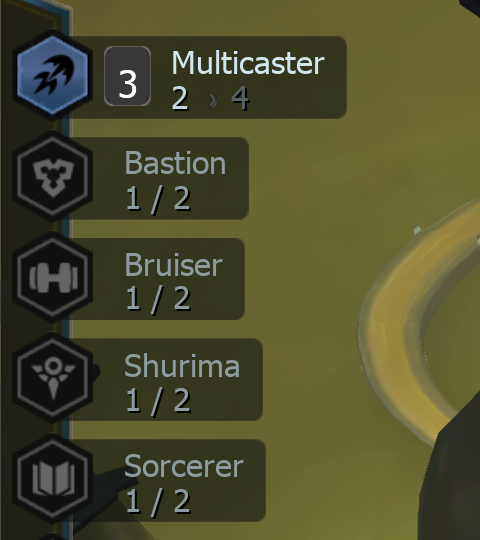 3
Multicaster
2 › 4
Bastion
1 / 2
Bruiser
1 / 2
Shurima
1 / 2
Sorcerer
1 / 2